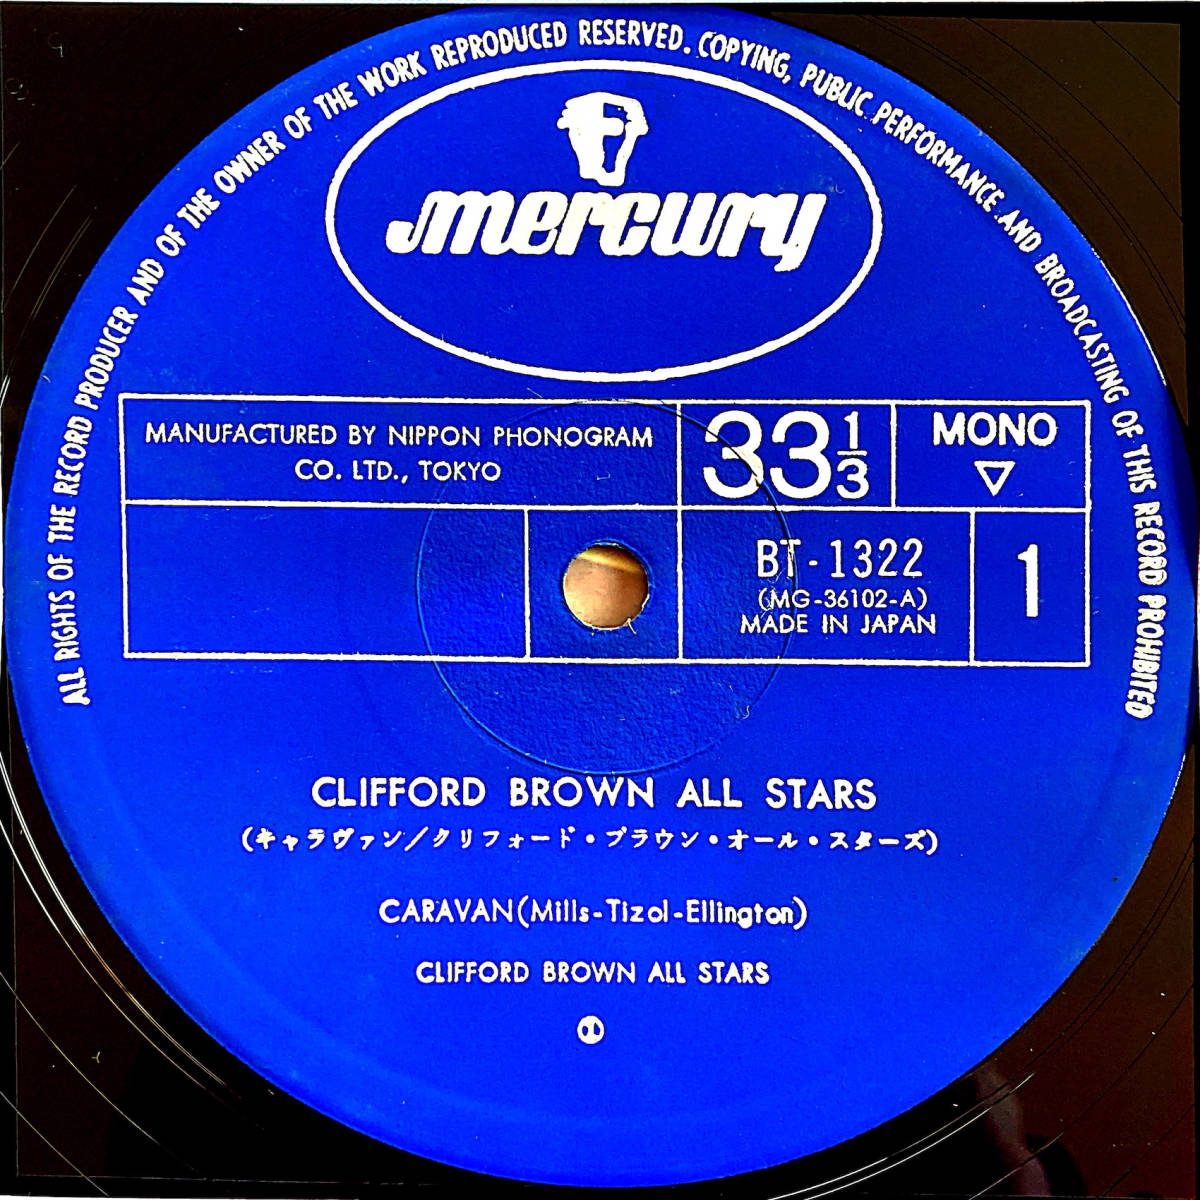 ALL RIGHTS OF THE RECORD PRODUCER AND OF THE OWNER OF THE WORK REPRODUCED RESERVED. COPYING, PUBLIC PERFORMANCE AND BROADCASTING OF THIS RECORD PROHIBITED
mercury
MANUFACTURED BY NIPPON PHONOGRAM
CO. LTD., TOKYO
33 1/3
MONO
▽
BT-1322
(MG-36102-A)
MADE IN JAPAN
1
CLIFFORD BROWN ALL STARS
(キャラヴァン/クリフォード・ブラウン・オール・スターズ)
CARAVAN(Mills-Tizol-Ellington)
CLIFFORD BROWN ALL STARS